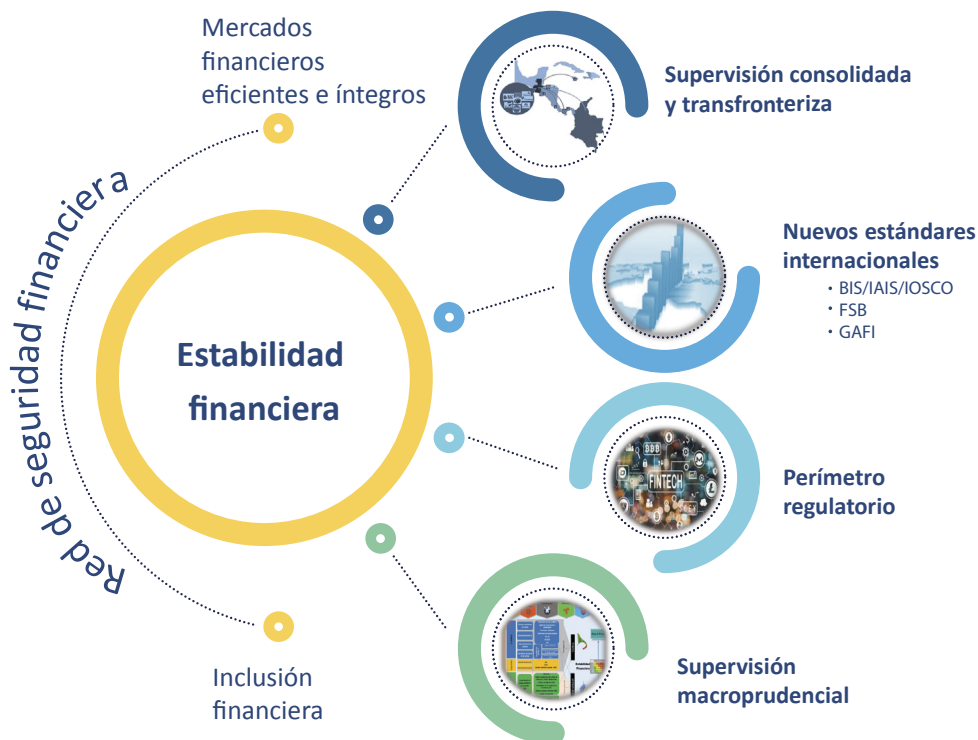 Mercados
financieros
eficientes e íntegros
Red de seguridad financiera
Estabilidad
financiera
Inclusión
financiera
Supervisión consolidada
y transfronteriza
Nuevos estándares
internacionales
• BIS/IAIS/IOSCO
• FSB
• GAFI
FINTECH
Perímetro
regulatorio
Supervisión
macroprudencial